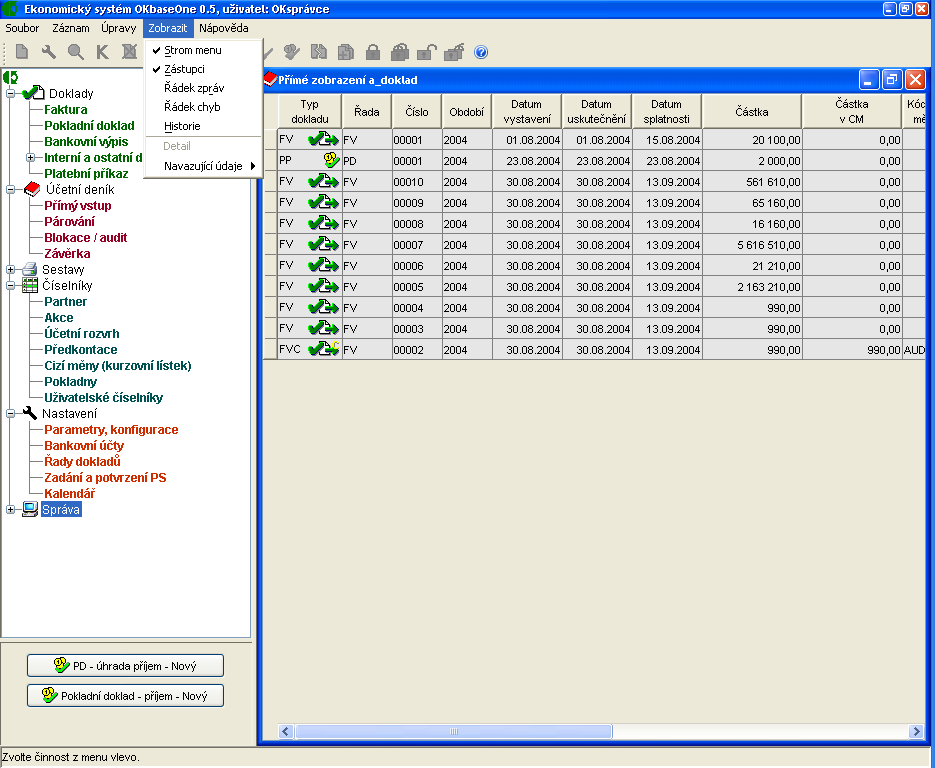 Ekonomický systém OKbaseOne 0.5, uživatel: OKsprávce
Soubor Záznam Úpravy Zobrazit Nápověda
Strom menu
Zástupci
Řádek zpráv
Řádek chyb
Historie
Detail
Navazující údaje
Doklady
Faktura
Pokladní doklad
Bankovní výpis
Interní a ostatní d
Platební příkaz
Účetní deník
Přímý vstup
Párování
Blokace / audit
Závěrka
Sestavy
Číselníky
Partner
Akce
Účetní rozvrh
Předkontace
Cizí měny (kurzovní lístek)
Pokladny
Uživatelské číselníky
Nastavení
Parametry, konfigurace
Bankovní účty
Řady dokladů
Zadání a potvrzení PS
Kalendář
Správa
PD - úhrada příjem - Nový
Pokladní doklad - příjem - Nový
Přímé zobrazení a_doklad
Typ dokladu Řada Číslo Období Datum vystavení Datum uskutečnění Datum splatnosti Částka Částka v CM Kóc mě
FV FV 00001 2004 01.08.2004 01.08.2004 15.08.2004 20 100,00 0,00
PP PD 00001 2004 23.08.2004 23.08.2004 23.08.2004 2 000,00 0,00
FV FV 00010 2004 30.08.2004 30.08.2004 13.09.2004 561 610,00 0,00
FV FV 00009 2004 30.08.2004 30.08.2004 13.09.2004 65 160,00 0,00
FV FV 00008 2004 30.08.2004 30.08.2004 13.09.2004 16 160,00 0,00
FV FV 00007 2004 30.08.2004 30.08.2004 13.09.2004 5 616 510,00 0,00
FV FV 00006 2004 30.08.2004 30.08.2004 13.09.2004 21 210,00 0,00
FV FV 00005 2004 30.08.2004 30.08.2004 13.09.2004 2 163 210,00 0,00
FV FV 00004 2004 30.08.2004 30.08.2004 13.09.2004 990,00 0,00
FV FV 00003 2004 30.08.2004 30.08.2004 13.09.2004 990,00 0,00
FVC FV 00002 2004 30.08.2004 30.08.2004 13.09.2004 990,00 990,00 AUD
Zvolte činnost z menu vlevo.